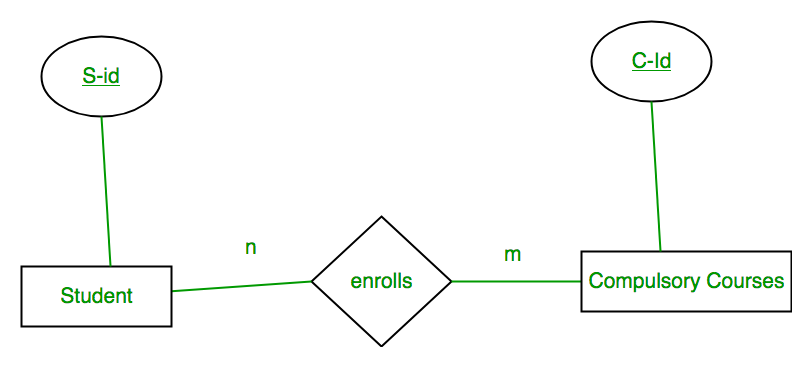 S-id
C-Id
n
m
enrolls
Student
Compulsory Courses